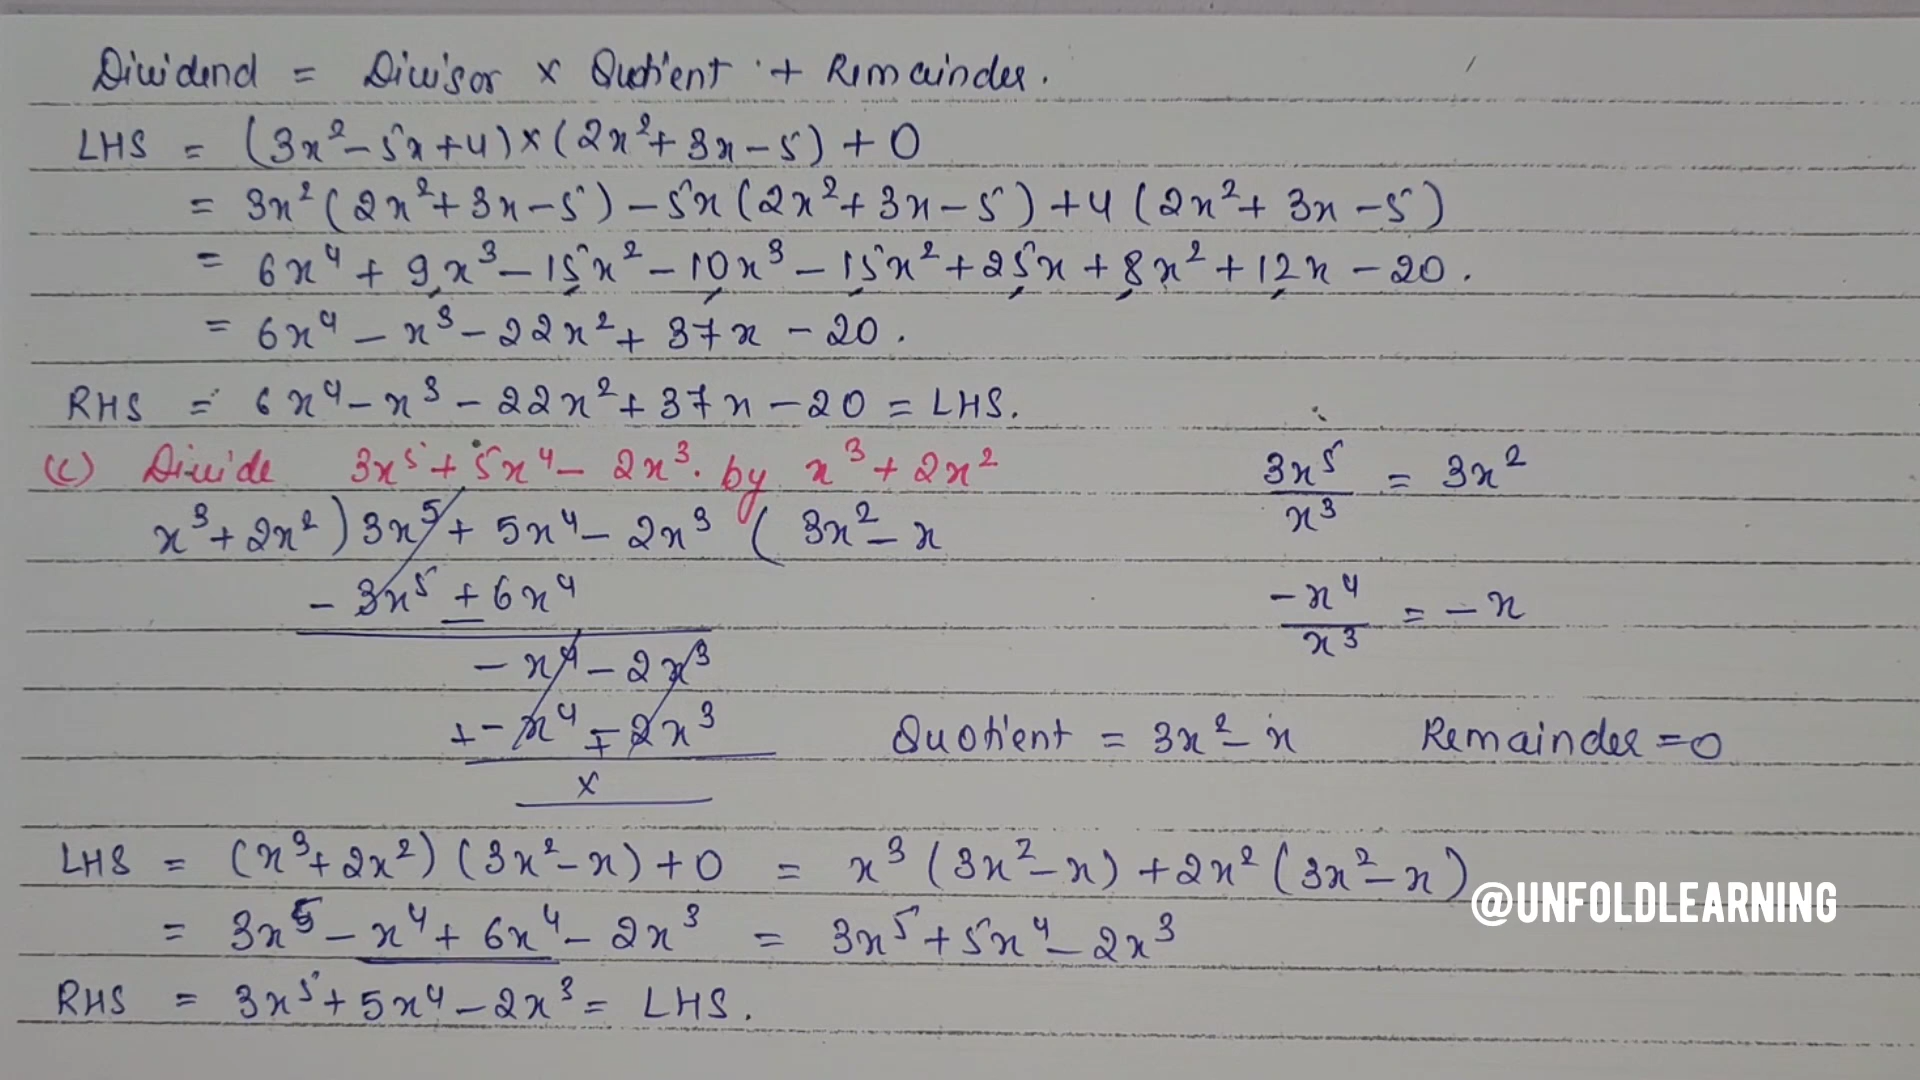 Dividend = Divisor × Quotient + Remainder.
LHS = (3x² - 5x + 4) × (2x² + 3x - 5) + 0
= 3x² (2x² + 3x - 5) - 5x (2x² + 3x - 5) + 4 (2x² + 3x - 5)
= 6x⁴ + 9x³ - 15x² - 10x³ - 15x² + 25x + 8x² + 12x - 20.
= 6x⁴ - x³ - 22x² + 37x - 20.
RHS = 6x⁴ - x³ - 22x² + 37x - 20 = LHS.
(c) Divide 3x⁵ + 5x⁴ - 2x³. by x³ + 2x²
x³ + 2x² ) 3x⁵ + 5x⁴ - 2x³ ( 3x² - x
- 3x⁵ + 6x⁴
-
- x⁴ - 2x³
+ - x⁴ - 2x³
+
x
3x⁵ / x³ = 3x²
-x⁴ / x³ = -x
Quotient = 3x² - x Remainder = 0
LHS = (x³ + 2x²) (3x² - x) + 0 = x³ (3x² - x) + 2x² (3x² - x)
= 3x⁵ - x⁴ + 6x⁴ - 2x³ = 3x⁵ + 5x⁴ - 2x³
RHS = 3x⁵ + 5x⁴ - 2x³ = LHS.
@UNFOLDLEARNING